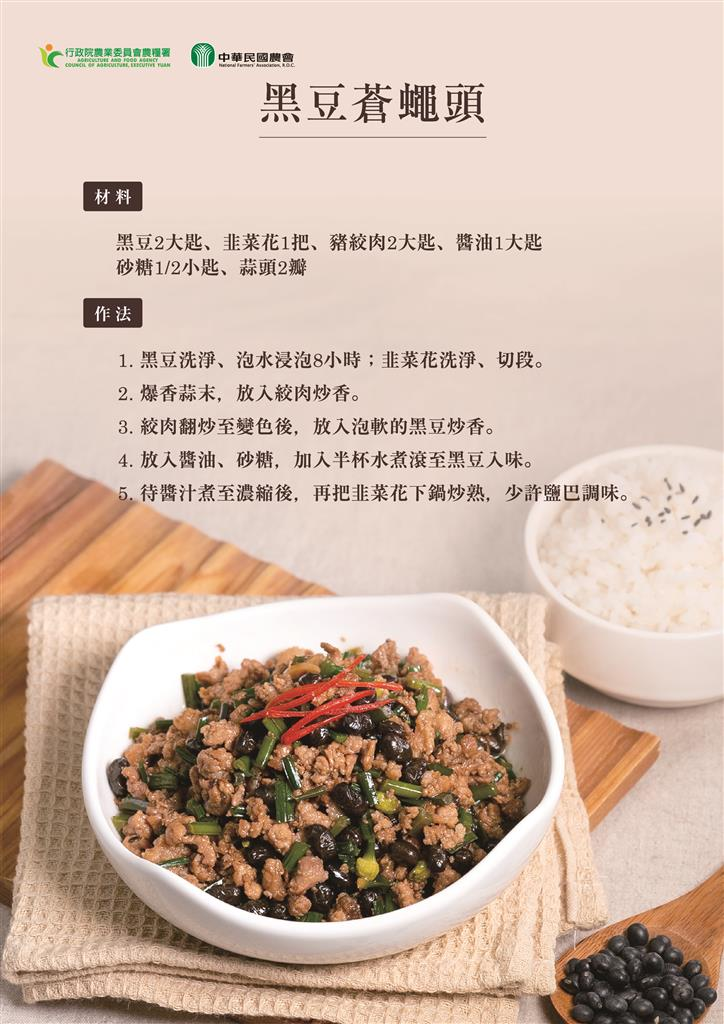 行政院農業委員會農糧署
AGRICULTURE AND FOOD AGENCY
COUNCIL OF AGRICULTURE, EXECUTIVE YUAN
中華民國農會
National Farmers' Association, R.O.C.
黑豆蒼蠅頭
材料
黑豆2大匙、韭菜花1把、豬絞肉2大匙、醬油1大匙
砂糖1/2小匙、蒜頭2瓣
作法
1. 黑豆洗淨、泡水浸泡8小時；韭菜花洗淨、切段。
2. 爆香蒜末，放入絞肉炒香。
3. 絞肉翻炒至變色後，放入泡軟的黑豆炒香。
4. 放入醬油、砂糖，加入半杯水煮滾至黑豆入味。
5. 待醬汁煮至濃縮後，再把韭菜花下鍋炒熟，少許鹽巴調味。